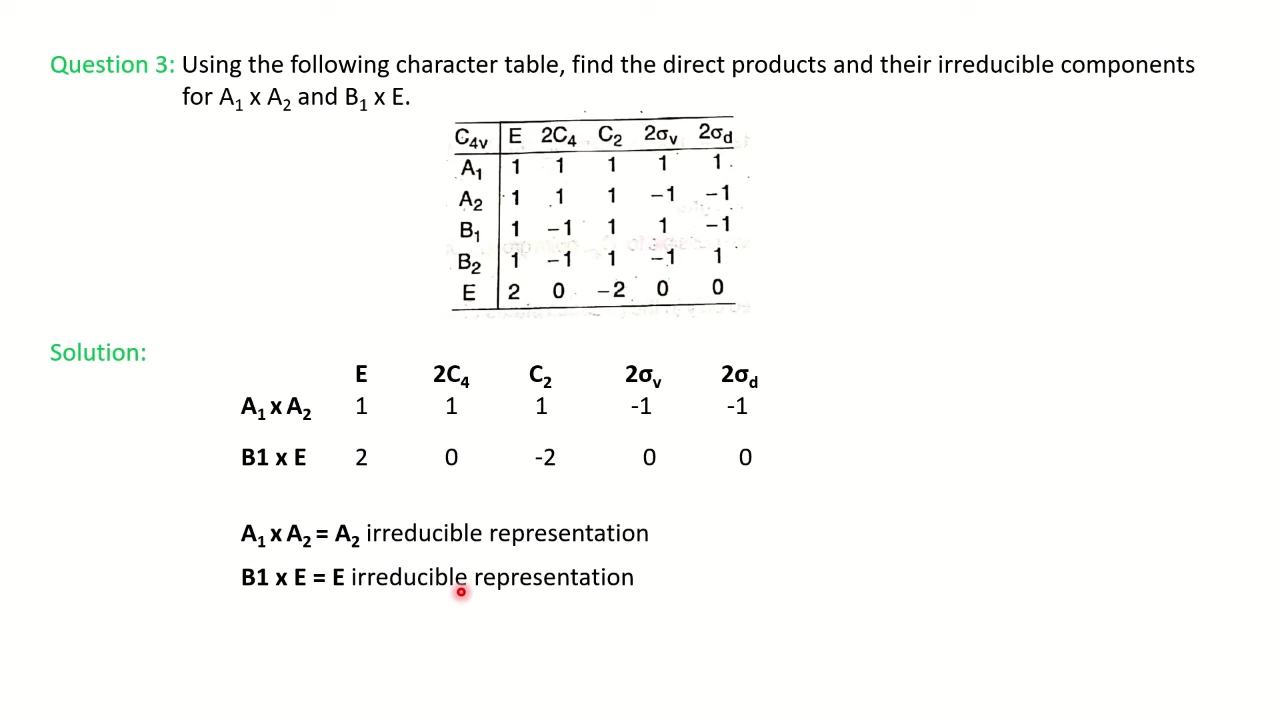 Question 3: Using the following character table, find the direct products and their irreducible components
for A₁ x A₂ and B₁ x E.
C₄ᵥ E 2C₄ C₂ 2σᵥ 2σd
A₁ 1 1 1 1 1
A₂ 1 1 1 −1 −1
B₁ 1 −1 1 1 −1
B₂ 1 −1 1 −1 1
E 2 0 −2 0 0
Solution:
E 2C₄ C₂ 2σᵥ 2σd
A₁ x A₂ 1 1 1 -1 -1
B1 x E 2 0 -2 0 0
A₁ x A₂ = A₂ irreducible representation
B1 x E = E irreducible representation